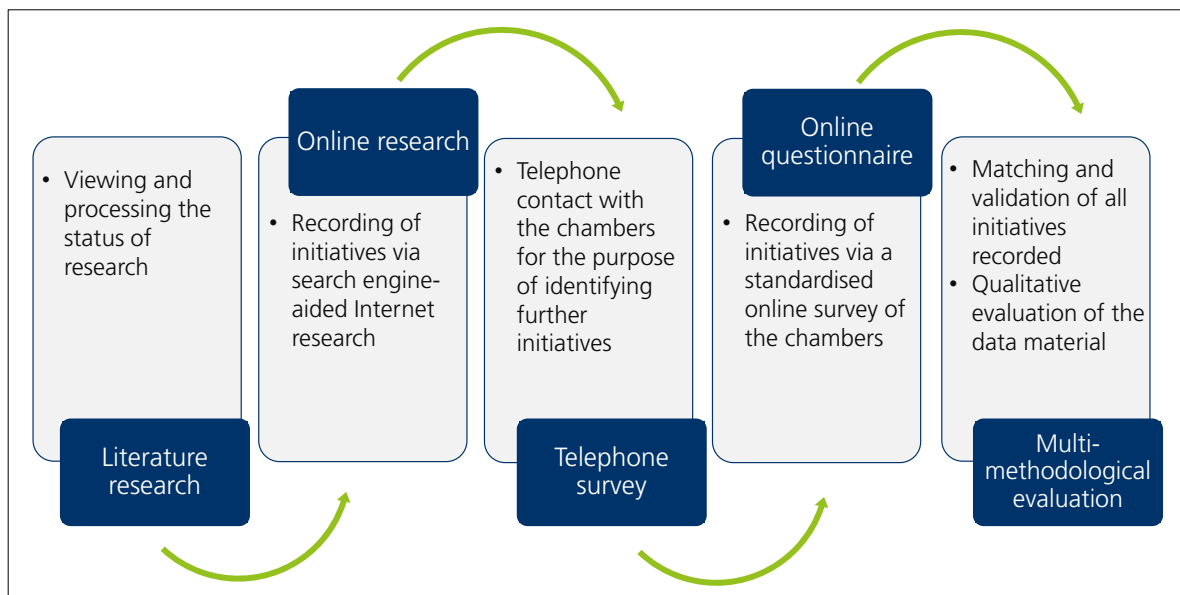 • Viewing and
processing the
status of
research
Literature
research
Online research
• Recording of
initiatives via
search engine-
aided Internet
research
• Telephone
contact with
the chambers
for the purpose
of identifying
further
initiatives
Telephone
survey
Online
questionnaire
• Recording of
initiatives via a
standardised
online survey of
the chambers
• Matching and
validation of all
initiatives
recorded
• Qualitative
evaluation of the
data material
Multi-
methodological
evaluation